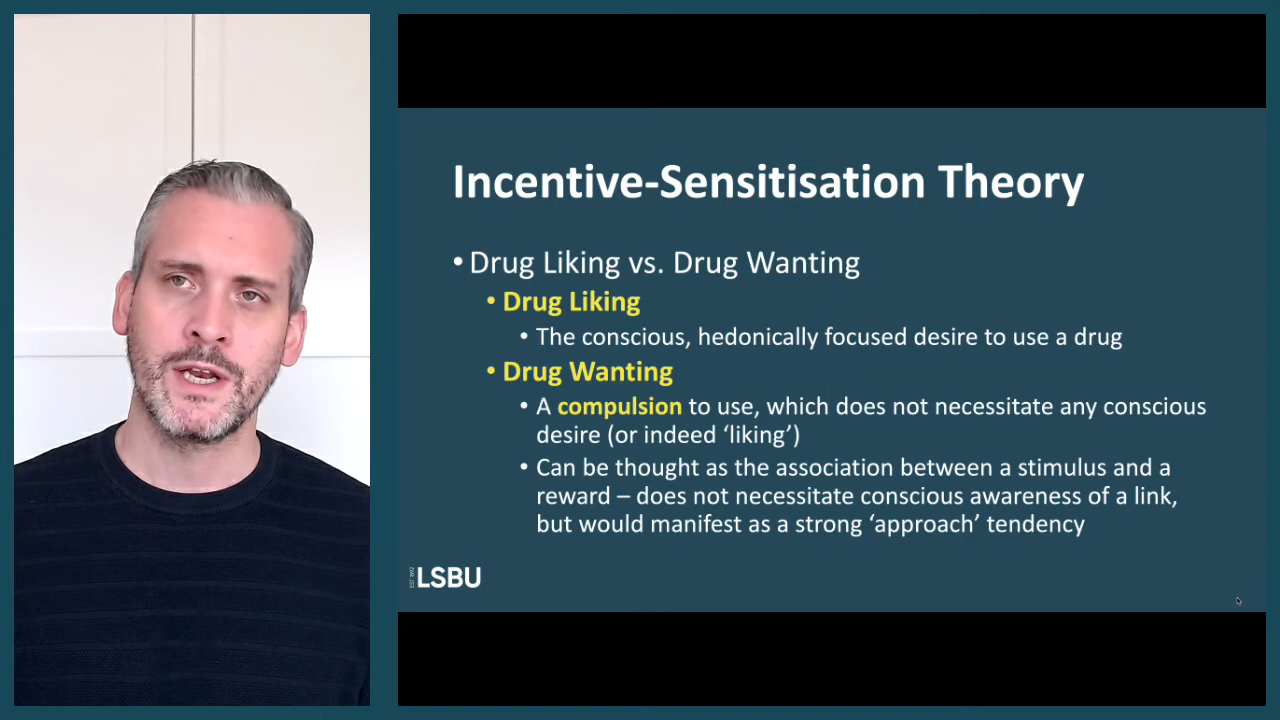 Incentive-Sensitisation Theory
• Drug Liking vs. Drug Wanting
• Drug Liking
• The conscious, hedonically focused desire to use a drug
• Drug Wanting
• A compulsion to use, which does not necessitate any conscious
desire (or indeed ‘liking’)
• Can be thought as the association between a stimulus and a
reward – does not necessitate conscious awareness of a link,
but would manifest as a strong ‘approach’ tendency
EST 1892
LSBU